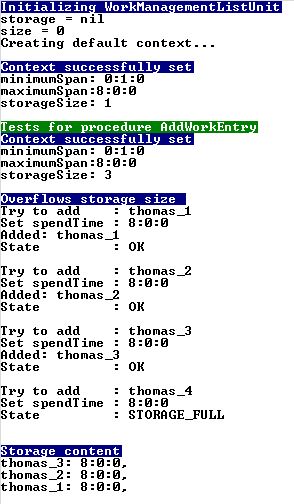 Initializing WorkManagementListUnit
storage = nil
size = 0
Creating default context...
Context successfully set
minimumSpan: 0:1:0
maximumSpan:8:0:0
storageSize: 1
Tests for procedure AddWorkEntry
Context successfully set
minimumSpan: 0:1:0
maximumSpan:8:0:0
storageSize: 3
Overflows storage size
Try to add    : thomas_1
Set spendTime : 8:0:0
Added: thomas_1
State         : OK
Try to add    : thomas_2
Set spendTime : 8:0:0
Added: thomas_2
State         : OK
Try to add    : thomas_3
Set spendTime : 8:0:0
Added: thomas_3
State         : OK
Try to add    : thomas_4
Set spendTime : 8:0:0
State         : STORAGE_FULL
Storage content
thomas_3: 8:0:0,
thomas_2: 8:0:0,
thomas_1: 8:0:0,